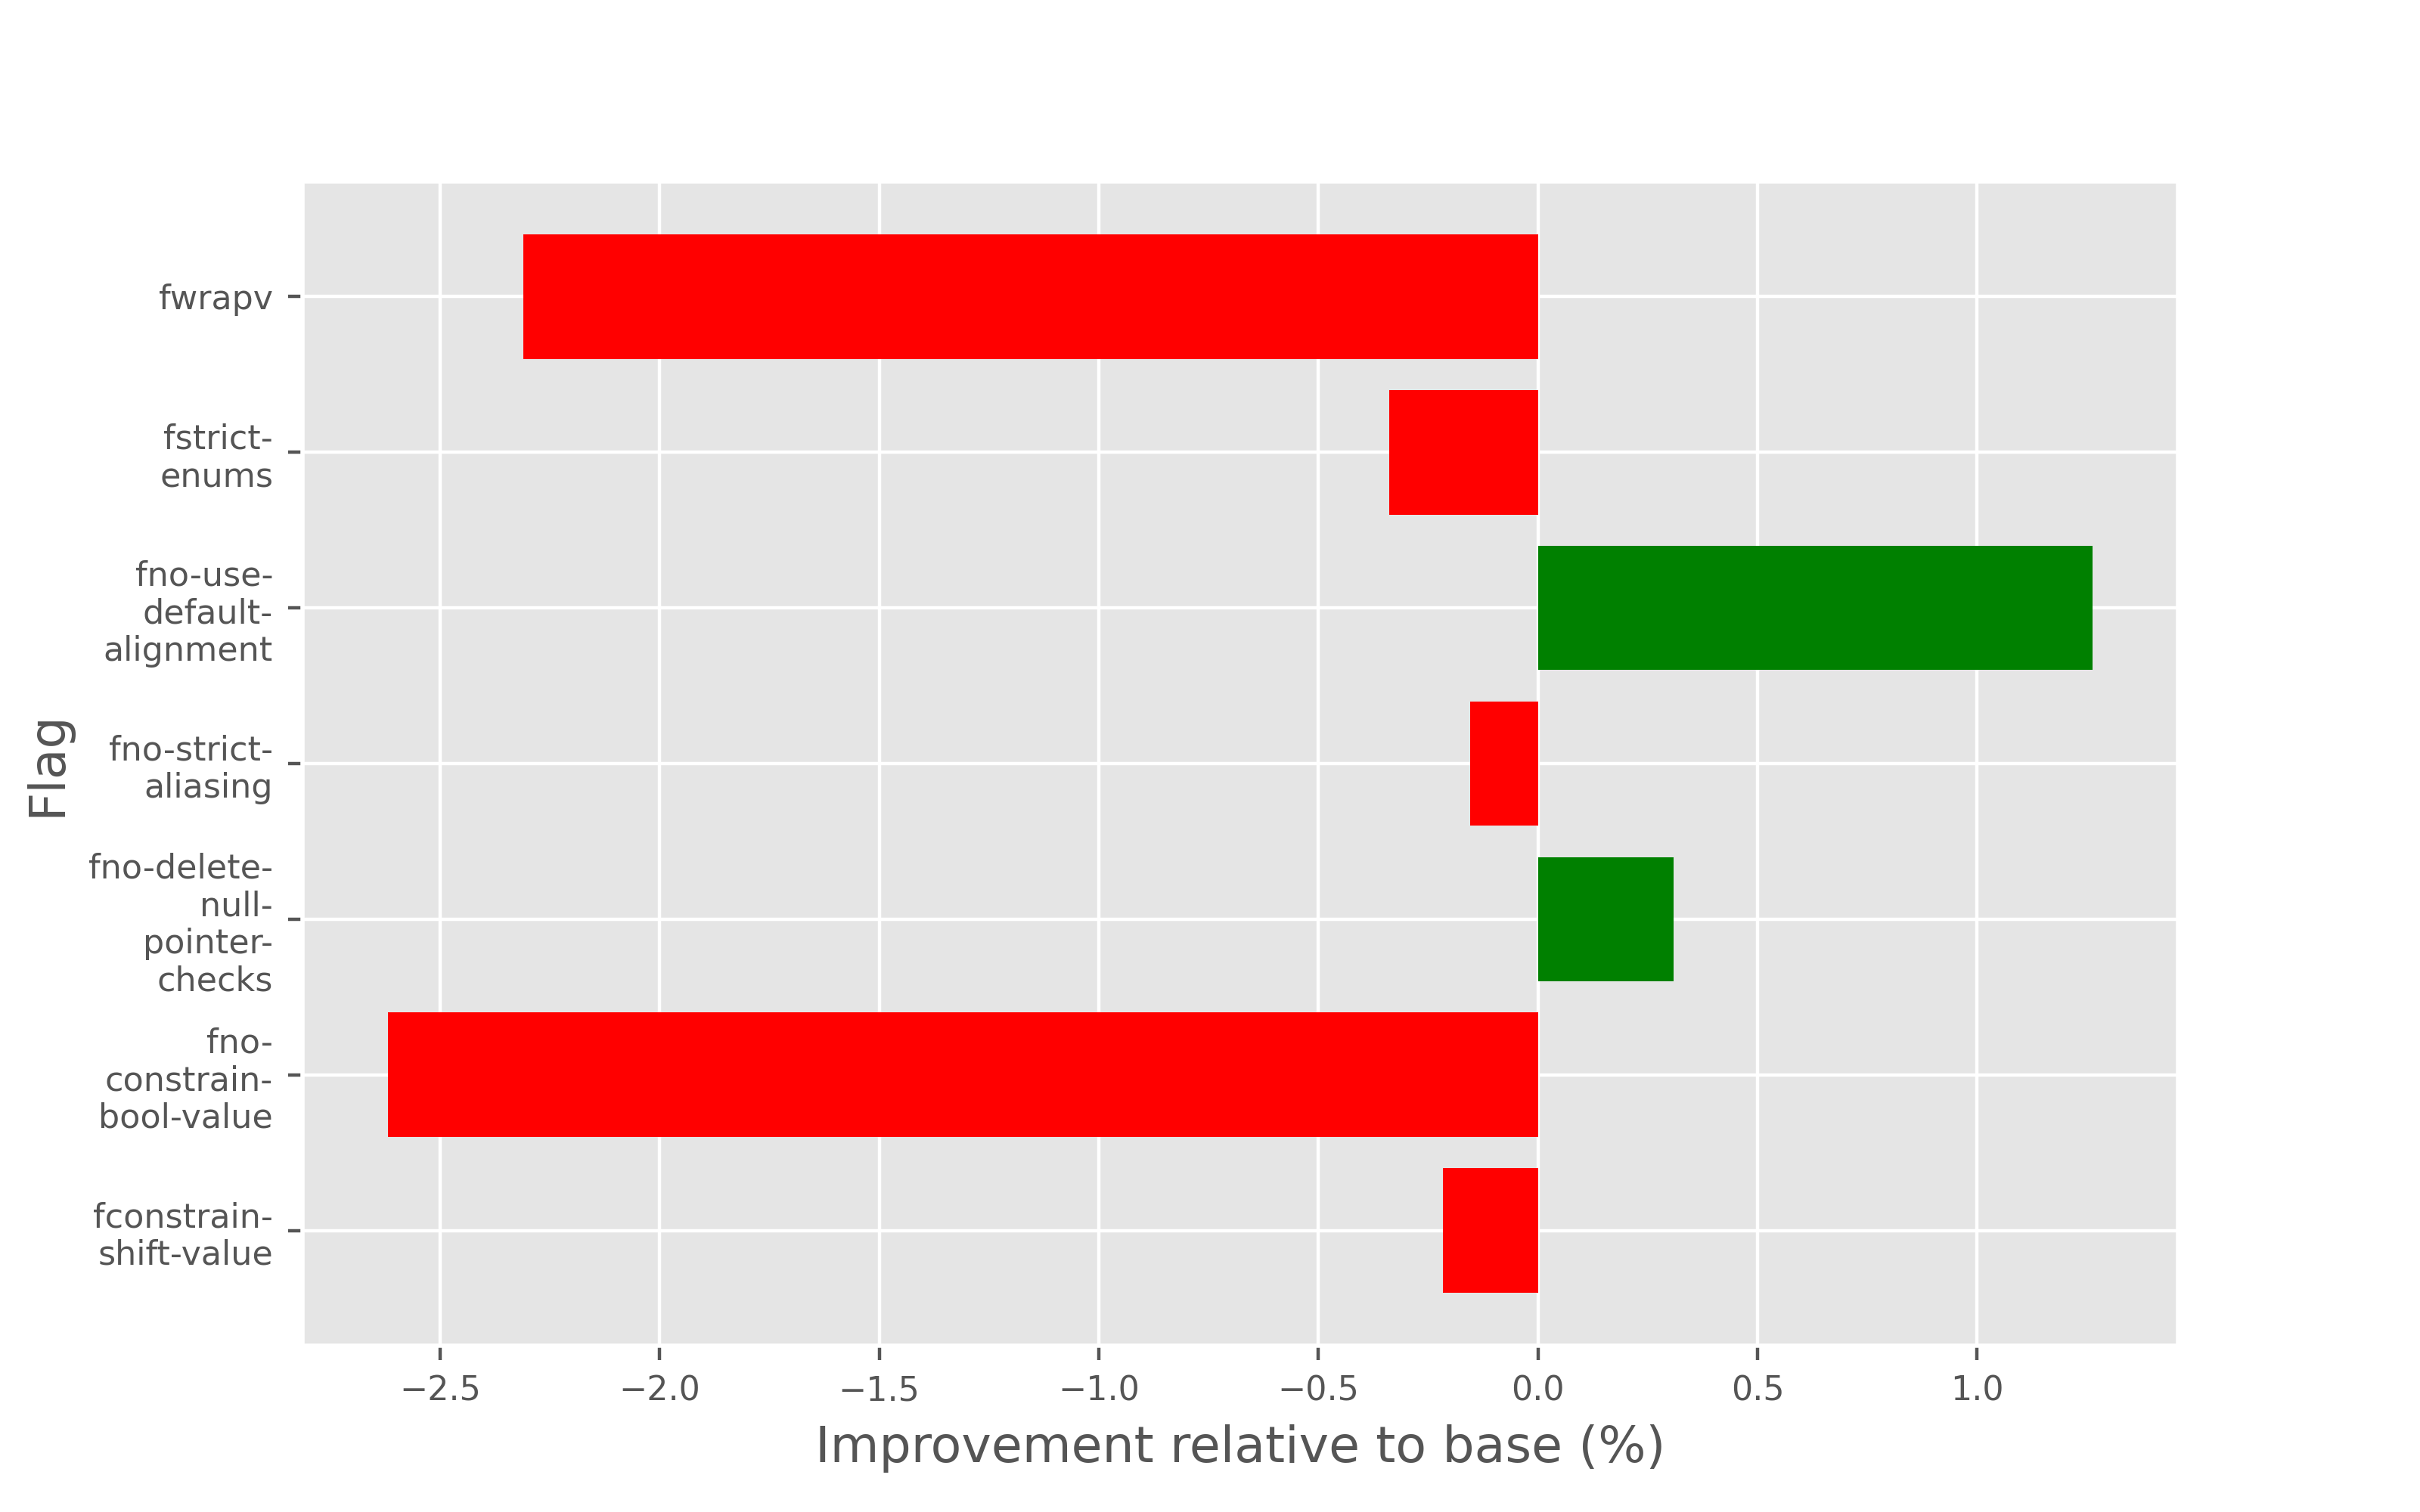 fwrapv
fstrict-
enums
fno-use-
default-
alignment
fno-strict-
aliasing
fno-delete-
null-
pointer-
checks
fno-
constrain-
bool-value
fconstrain-
shift-value
Flag
−2.5 −2.0 −1.5 −1.0 −0.5 0.0 0.5 1.0
Improvement relative to base (%)